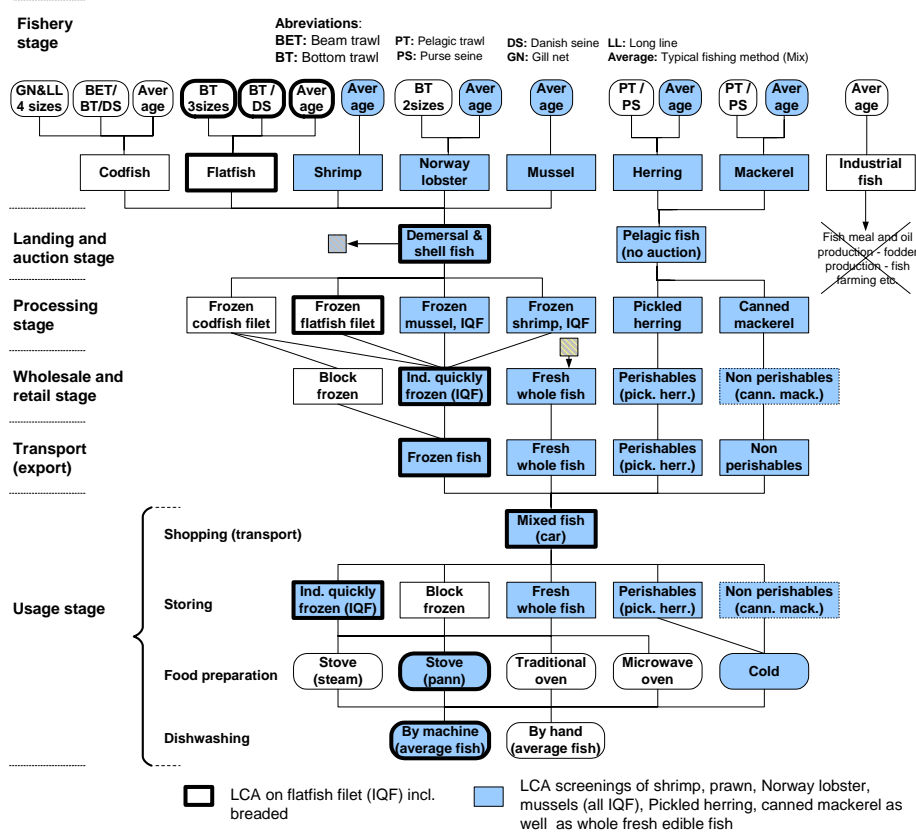 Fishery
stage
Abreviations:
BET: Beam trawl
BT: Bottom trawl
PT: Pelagic trawl
PS: Purse seine
DS: Danish seine
GN: Gill net
LL: Long line
Average: Typical fishing method (Mix)
GN&LL
4 sizes
BET/
BT/DS
Aver
age
BT
3sizes
BT /
DS
Aver
age
Aver
age
BT
2sizes
Aver
age
Aver
age
PT /
PS
Aver
age
PT /
PS
Aver
age
Aver
age
Codfish
Flatfish
Shrimp
Norway
lobster
Mussel
Herring
Mackerel
Industrial
fish
Landing and
auction stage
Demersal &
shell fish
Pelagic fish
(no auction)
Fish meal and oil
production - fodder
production - fish
farming etc.
Processing
stage
Frozen
codfish filet
Frozen
flatfish filet
Frozen
mussel, IQF
Frozen
shrimp, IQF
Pickled
herring
Canned
mackerel
Wholesale and
retail stage
Block
frozen
Ind. quickly
frozen (IQF)
Fresh
whole fish
Perishables
(pick. herr.)
Non perishables
(cann. mack.)
Transport
(export)
Frozen fish
Fresh
whole fish
Perishables
(pick. herr.)
Non
perishables
Usage stage
Shopping (transport)
Mixed fish
(car)
Storing
Ind. quickly
frozen (IQF)
Block
frozen
Fresh
whole fish
Perishables
(pick. herr.)
Non perishables
(cann. mack.)
Food preparation
Stove
(steam)
Stove
(pann)
Traditional
oven
Microwave
oven
Cold
Dishwashing
By machine
(average fish)
By hand
(average fish)
LCA on flatfish filet (IQF) incl.
breaded
LCA screenings of shrimp, prawn, Norway lobster,
mussels (all IQF), Pickled herring, canned mackerel as
well as whole fresh edible fish